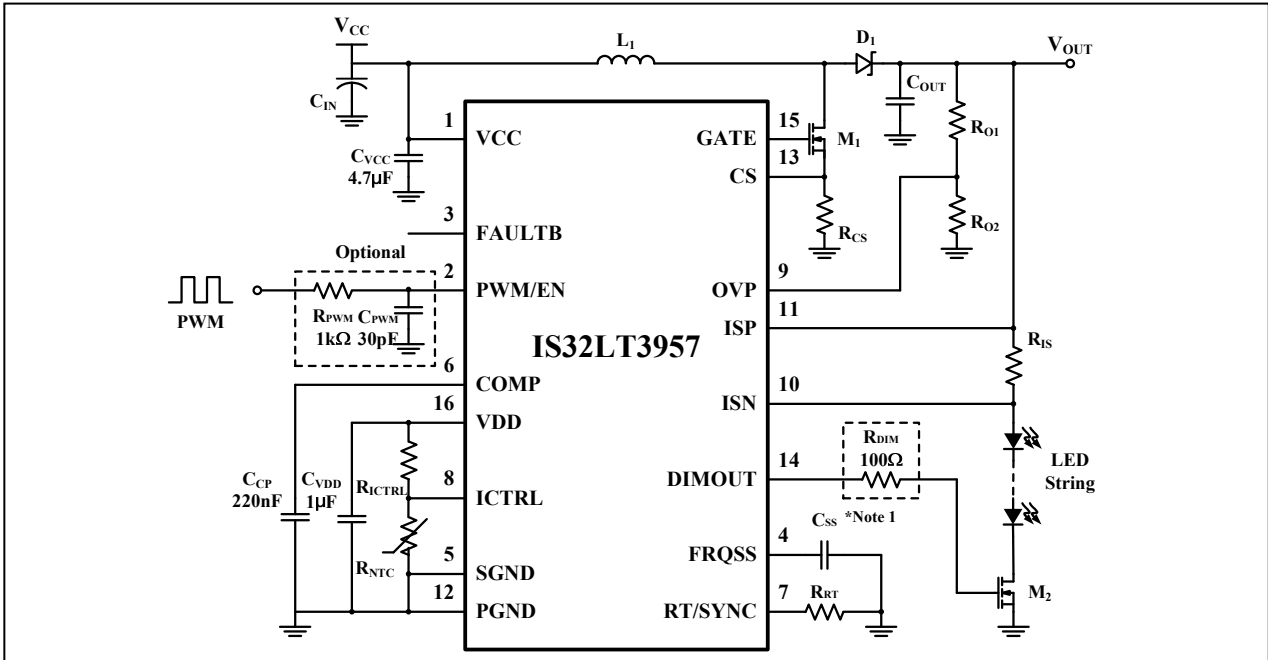 VCC
L1
D1
VOUT
CIN
COUT
1
VCC
15
GATE
M1
RO1
CVCC
4.7µF
13
CS
3
FAULTB
RCS
RO2
Optional
2
PWM/EN
9
OVP
PWM
RPWM CPWM
1kΩ 30pF
11
ISP
IS32LT3957
RIS
6
COMP
10
ISN
16
VDD
RDIM
100Ω
LED
String
14
DIMOUT
CCP
220nF
CVDD
1µF
RICTRL
8
ICTRL
*Note 1
CSS
4
FRQSS
RNTC
5
SGND
12
PGND
7
RT/SYNC
RRT
M2